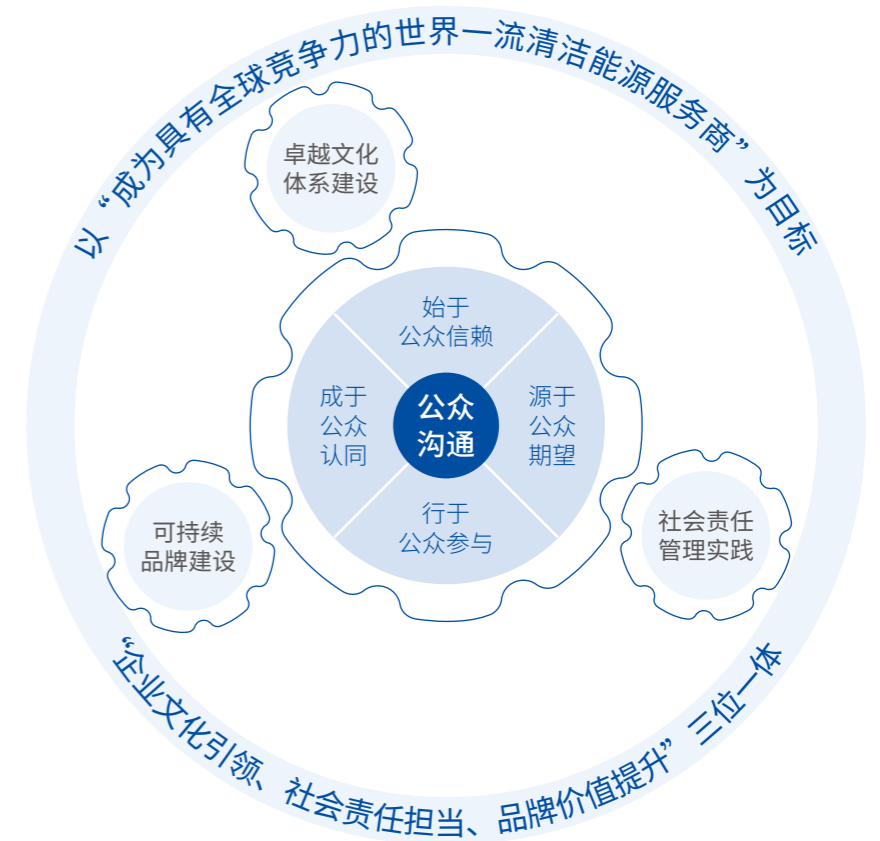 以“成为具有全球竞争力的世界一流清洁能源服务商”为目标
卓越文化
体系建设
始于
公众信赖
成于
公众
认同
公众
沟通
源于
公众
期望
行于
公众参与
可持续
品牌建设
社会责任
管理实践
“企业文化引领、社会责任担当、品牌价值提升”三位一体